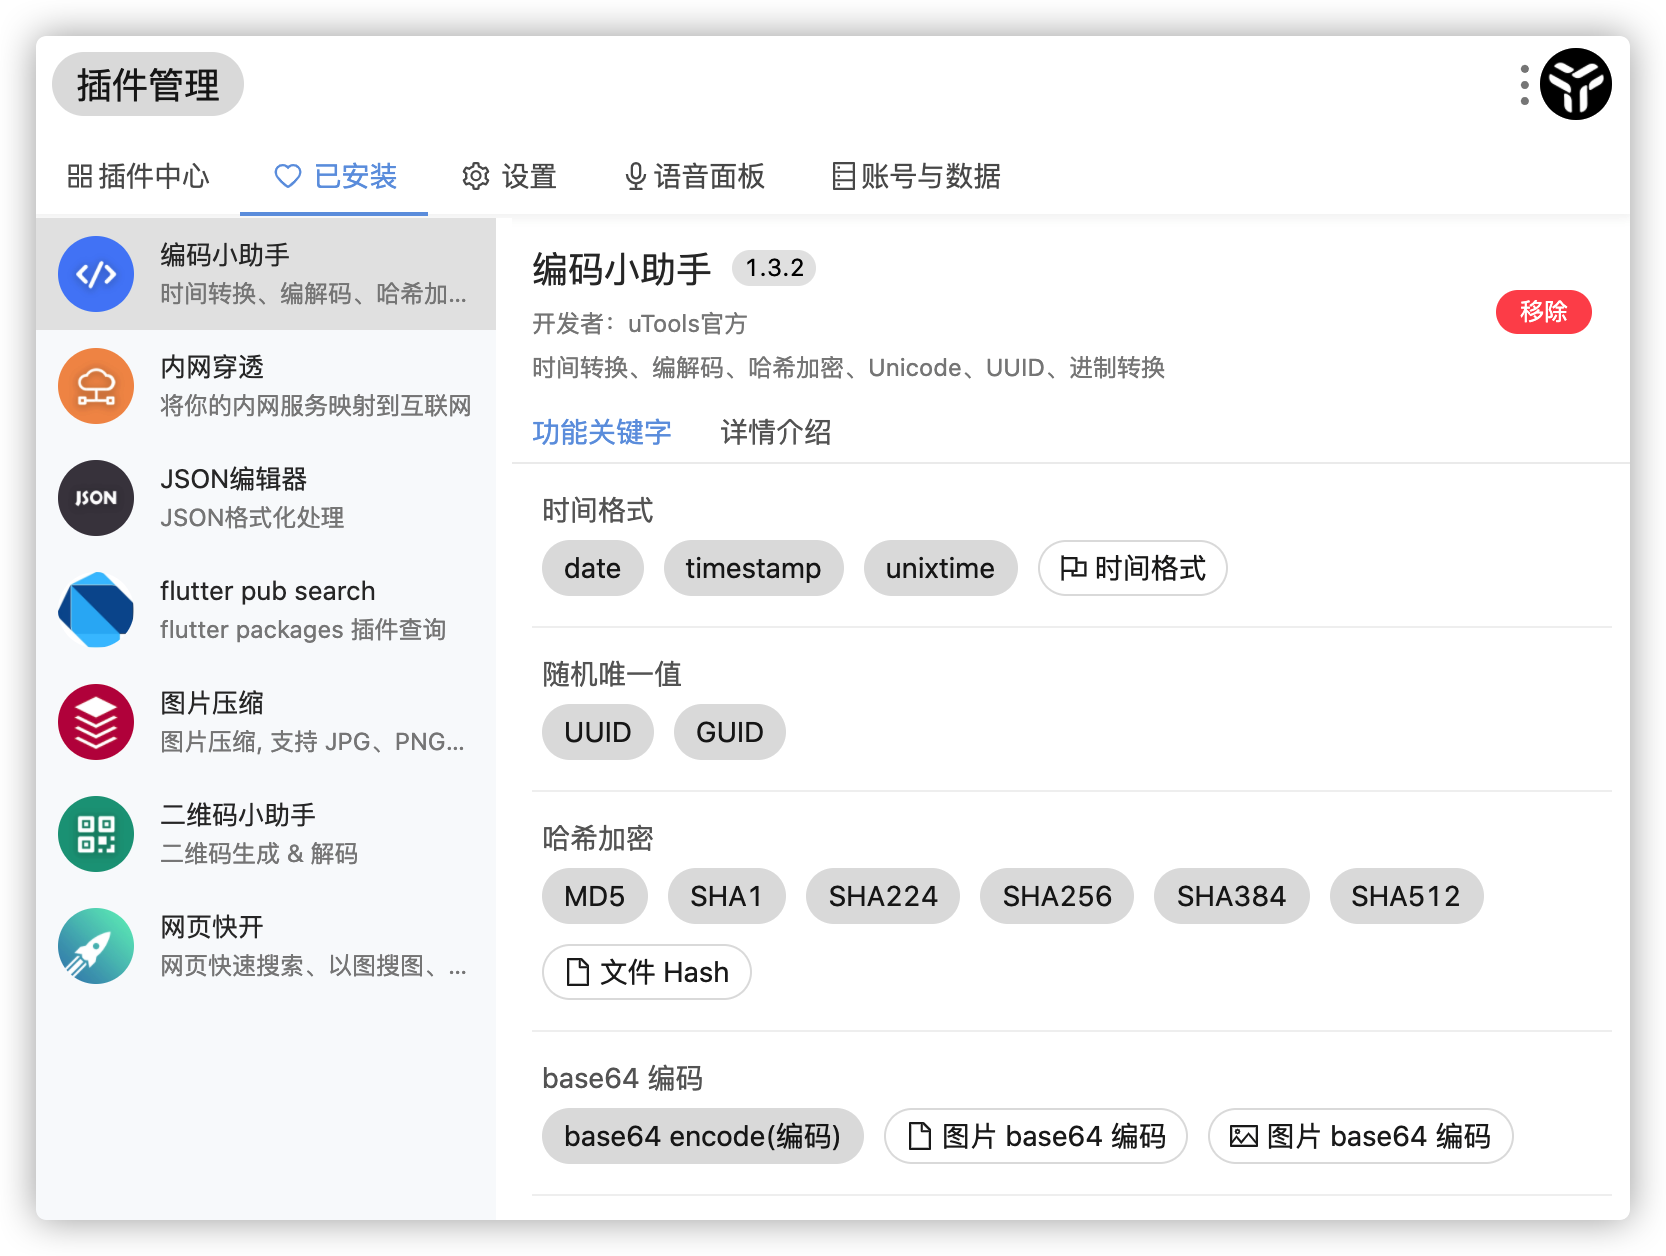 插件管理
插件中心 已安装 设置 语音面板 账号与数据
编码小助手
时间转换、编解码、哈希加...
内网穿透
将你的内网服务映射到互联网
JSON
JSON编辑器
JSON格式化处理
flutter pub search
flutter packages 插件查询
图片压缩
图片压缩, 支持 JPG、PNG...
二维码小助手
二维码生成 & 解码
网页快开
网页快速搜索、以图搜图、...
编码小助手 1.3.2
开发者：uTools官方
移除
时间转换、编解码、哈希加密、Unicode、UUID、进制转换
功能关键字 详情介绍
时间格式
date timestamp unixtime 时间格式
随机唯一值
UUID GUID
哈希加密
MD5 SHA1 SHA224 SHA256 SHA384 SHA512
文件 Hash
base64 编码
base64 encode(编码) 图片 base64 编码 图片 base64 编码